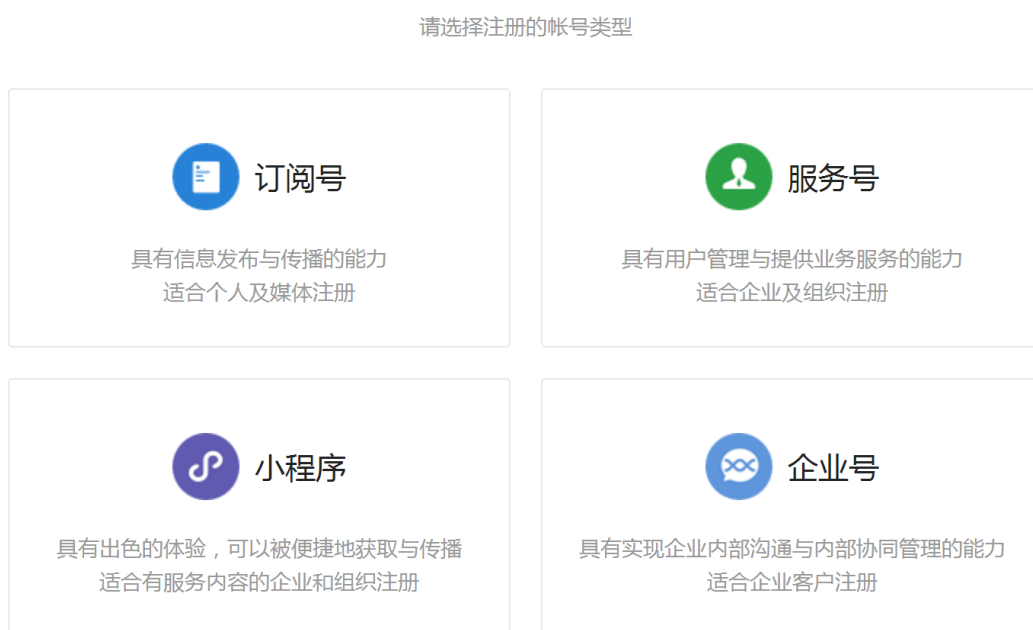 请选择注册的帐号类型
订阅号
具有信息发布与传播的能力
适合个人及媒体注册
服务号
具有用户管理与提供业务服务的能力
适合企业及组织注册
小程序
具有出色的体验，可以被便捷地获取与传播
适合有服务内容的企业和组织注册
企业号
具有实现企业内部沟通与内部协同管理的能力
适合企业客户注册